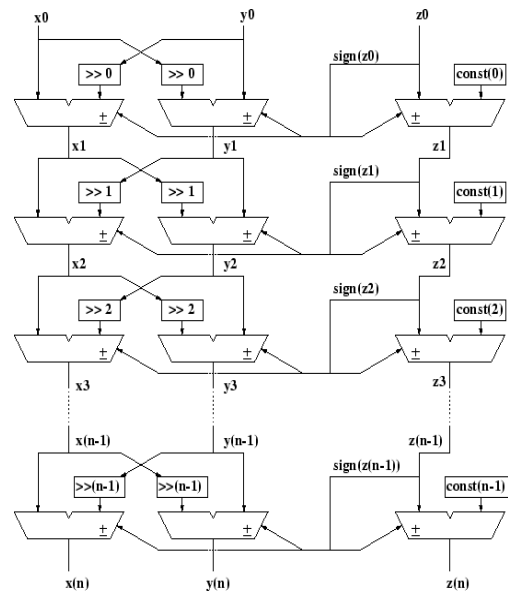 x0 y0 z0
sign(z0)
>> 0 >> 0 const(0)
± ± ±
x1 y1 z1
sign(z1)
>> 1 >> 1 const(1)
± ± ±
x2 y2 z2
sign(z2)
>> 2 >> 2 const(2)
± ± ±
x3 y3 z3
x(n-1) y(n-1) z(n-1)
sign(z(n-1))
>>(n-1) >>(n-1) const(n-1)
± ± ±
x(n) y(n) z(n)